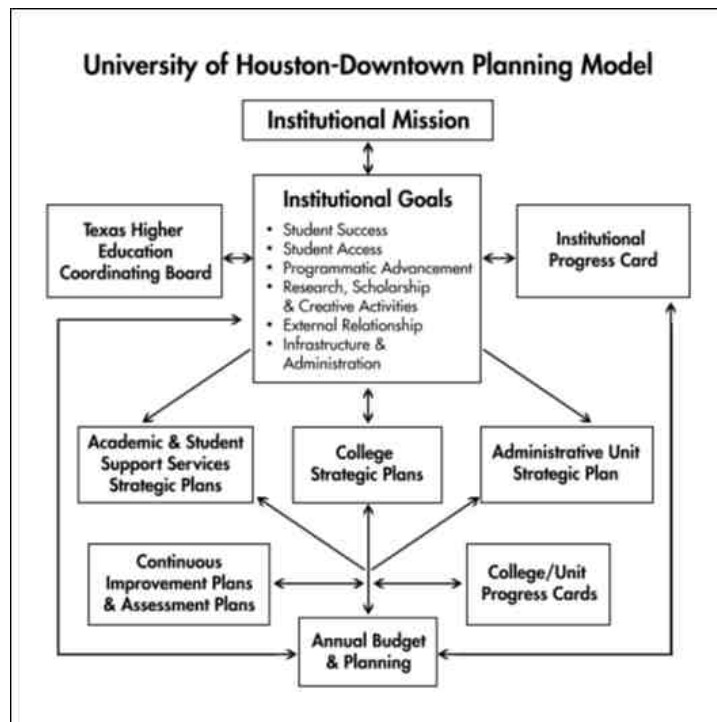 University of Houston-Downtown Planning Model
Institutional Mission
Institutional Goals
• Student Success
• Student Access
• Programmatic Advancement
• Research, Scholarship
& Creative Activities
• External Relationship
• Infrastructure &
Administration
Texas Higher
Education
Coordinating Board
Institutional
Progress Card
Academic & Student
Support Services
Strategic Plans
College
Strategic Plans
Administrative Unit
Strategic Plan
Continuous
Improvement Plans
& Assessment Plans
College/Unit
Progress Cards
Annual Budget
& Planning